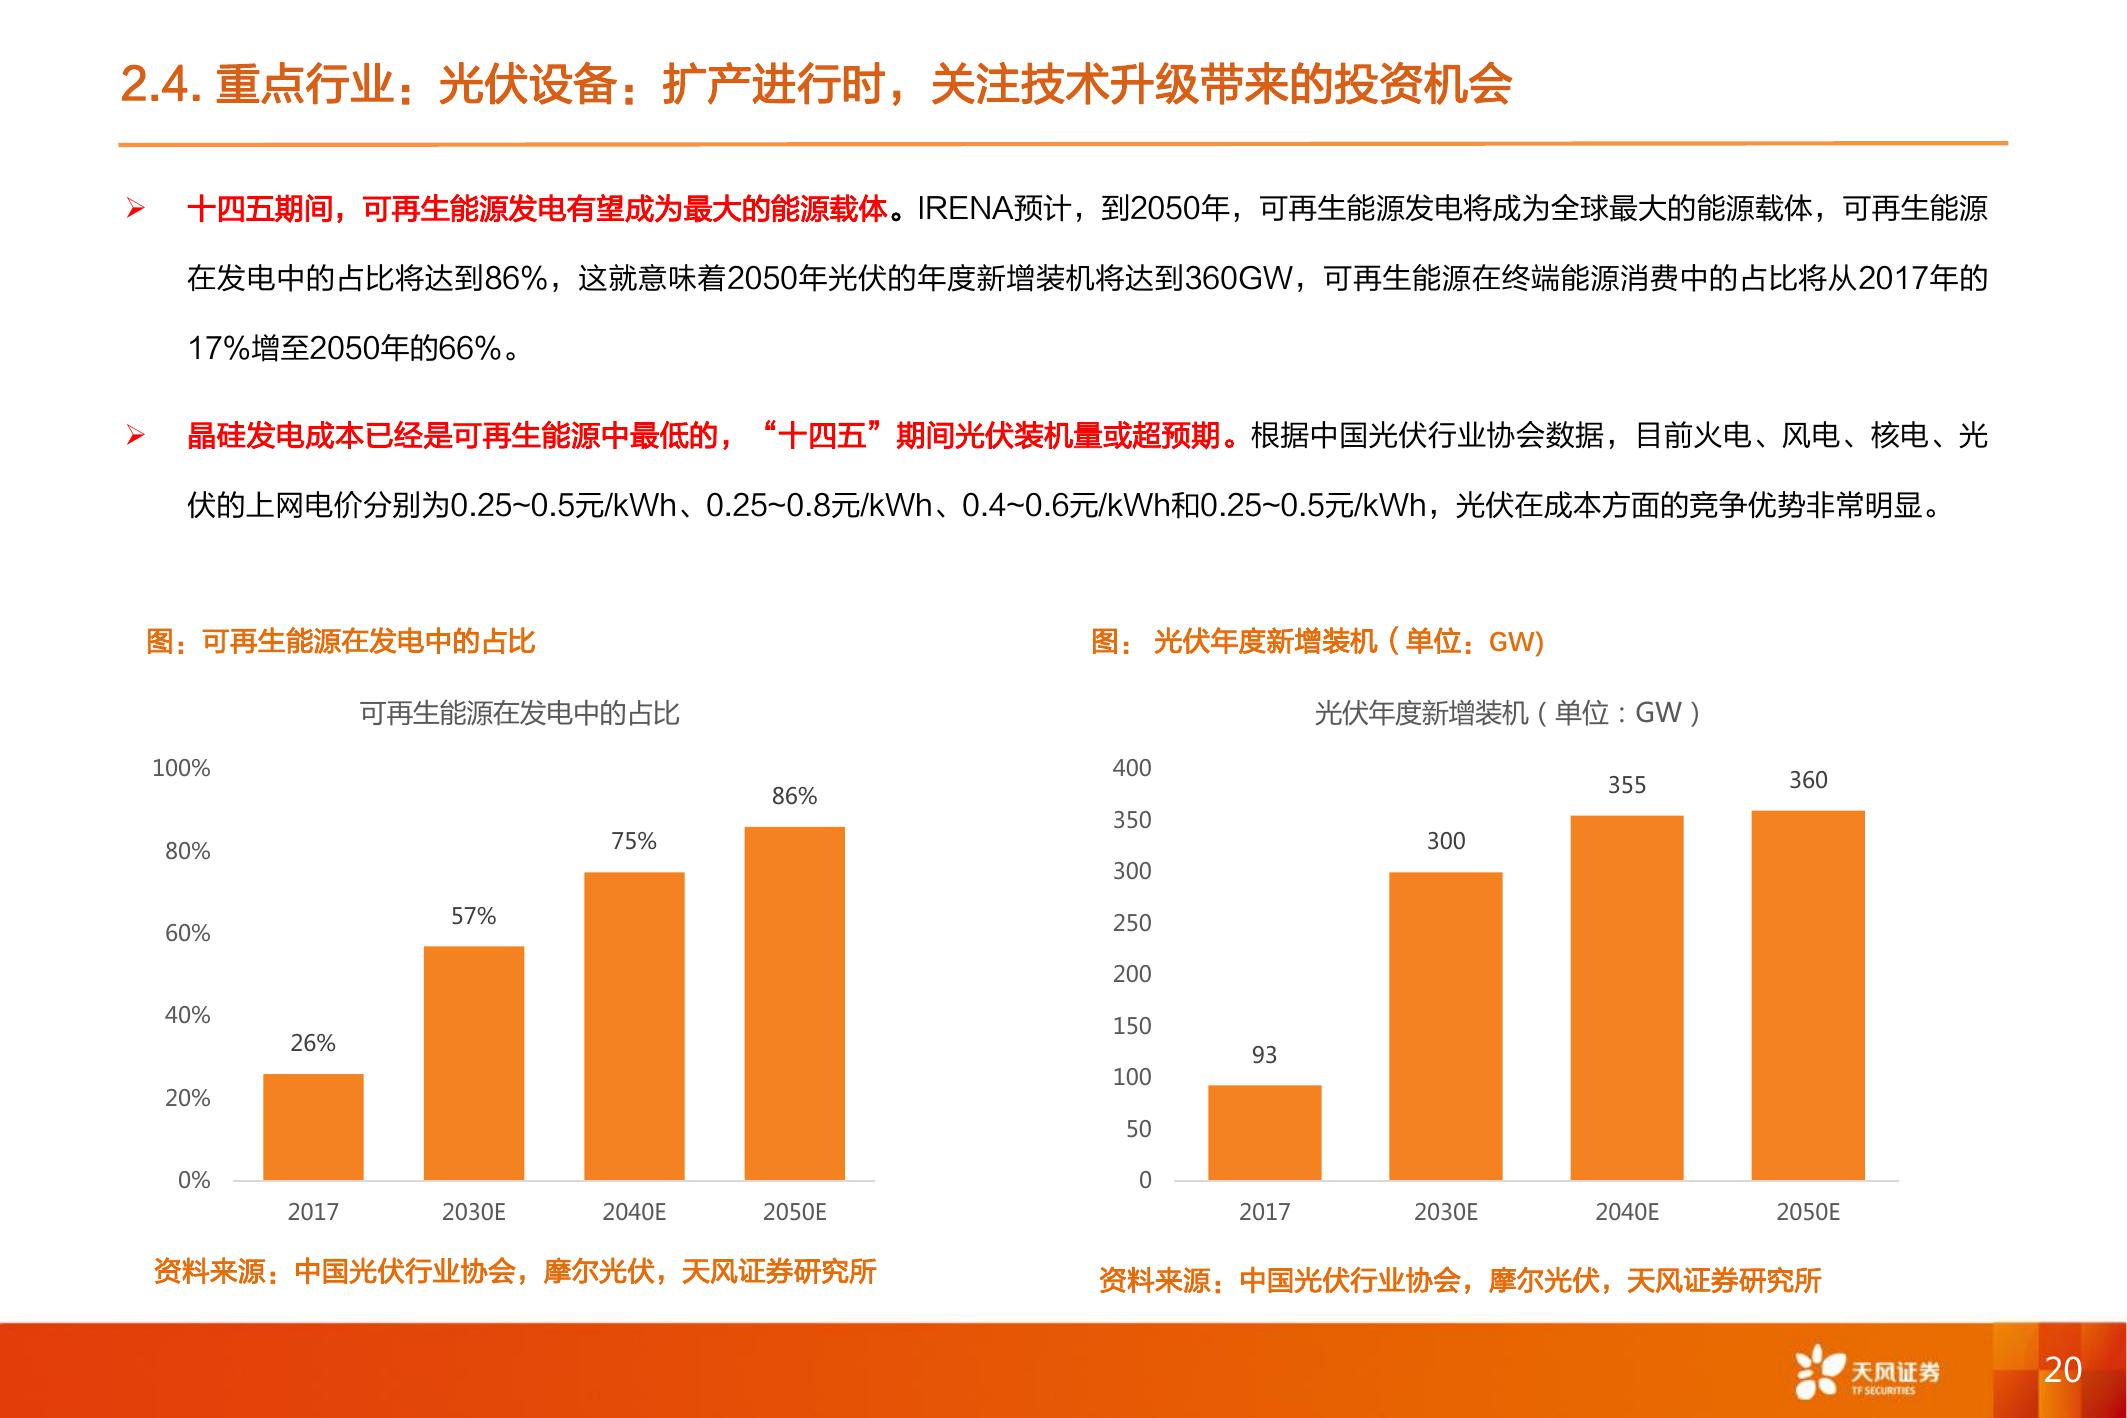 2.4. 重点行业：光伏设备：扩产进行时，关注技术升级带来的投资机会
➢ 十四五期间，可再生能源发电有望成为最大的能源载体。IRENA预计，到2050年，可再生能源发电将成为全球最大的能源载体，可再生能源
在发电中的占比将达到86%，这就意味着2050年光伏的年度新增装机将达到360GW，可再生能源在终端能源消费中的占比将从2017年的
17%增至2050年的66%。
➢ 晶硅发电成本已经是可再生能源中最低的，“十四五”期间光伏装机量或超预期。根据中国光伏行业协会数据，目前火电、风电、核电、光
伏的上网电价分别为0.25~0.5元/kWh、0.25~0.8元/kWh、0.4~0.6元/kWh和0.25~0.5元/kWh，光伏在成本方面的竞争优势非常明显。
图：可再生能源在发电中的占比
可再生能源在发电中的占比
100%
80%
60%
40%
20%
0%
26%
57%
75%
86%
2017
2030E
2040E
2050E
资料来源：中国光伏行业协会，摩尔光伏，天风证券研究所
图： 光伏年度新增装机（单位：GW)
光伏年度新增装机（单位：GW）
400
350
300
250
200
150
100
50
0
93
300
355
360
2017
2030E
2040E
2050E
资料来源：中国光伏行业协会，摩尔光伏，天风证券研究所
天风证券
TF SECURITIES
20